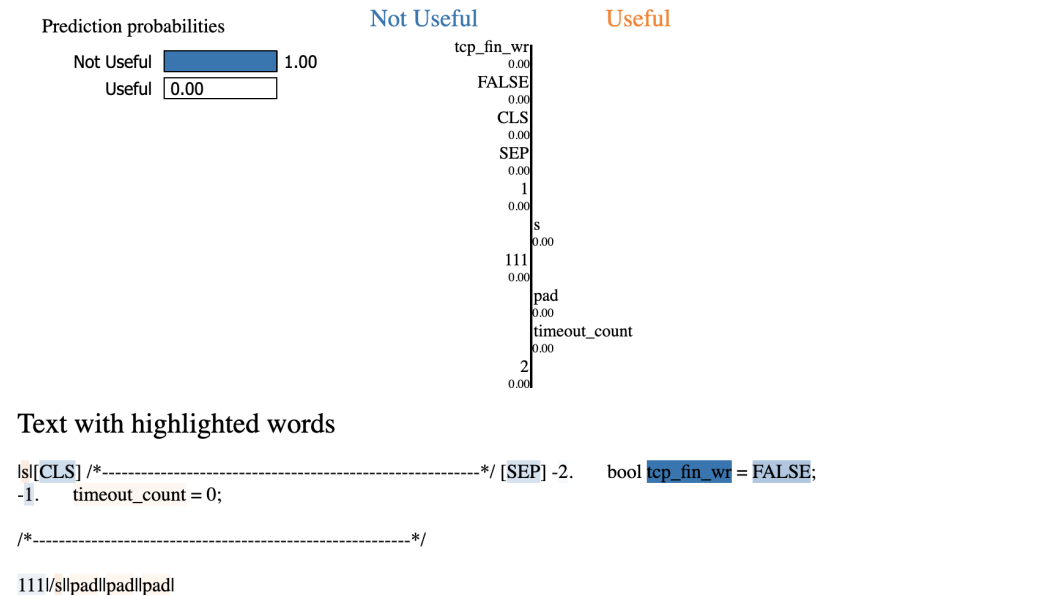 Prediction probabilities
Not Useful 1.00
Useful 0.00
Not Useful Useful
tcp_fin_wr
0.00
FALSE
0.00
CLS
0.00
SEP
0.00
1
0.00
s
0.00
111
0.00
pad
0.00
timeout_count
0.00
2
0.00
Text with highlighted words
|s|[CLS] /*----------------------------------------------------------*/ [SEP] -2. bool tcp_fin_wr = FALSE;
-1. timeout_count = 0;
/*----------------------------------------------------------*/
111|/s||pad||pad||pad|